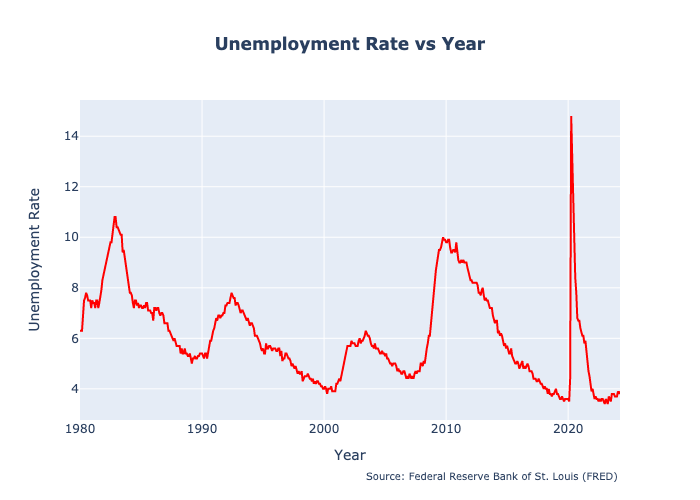 Unemployment Rate vs Year
Unemployment Rate
14
12
10
8
6
4
1980 1990 2000 2010 2020
Year
Source: Federal Reserve Bank of St. Louis (FRED)